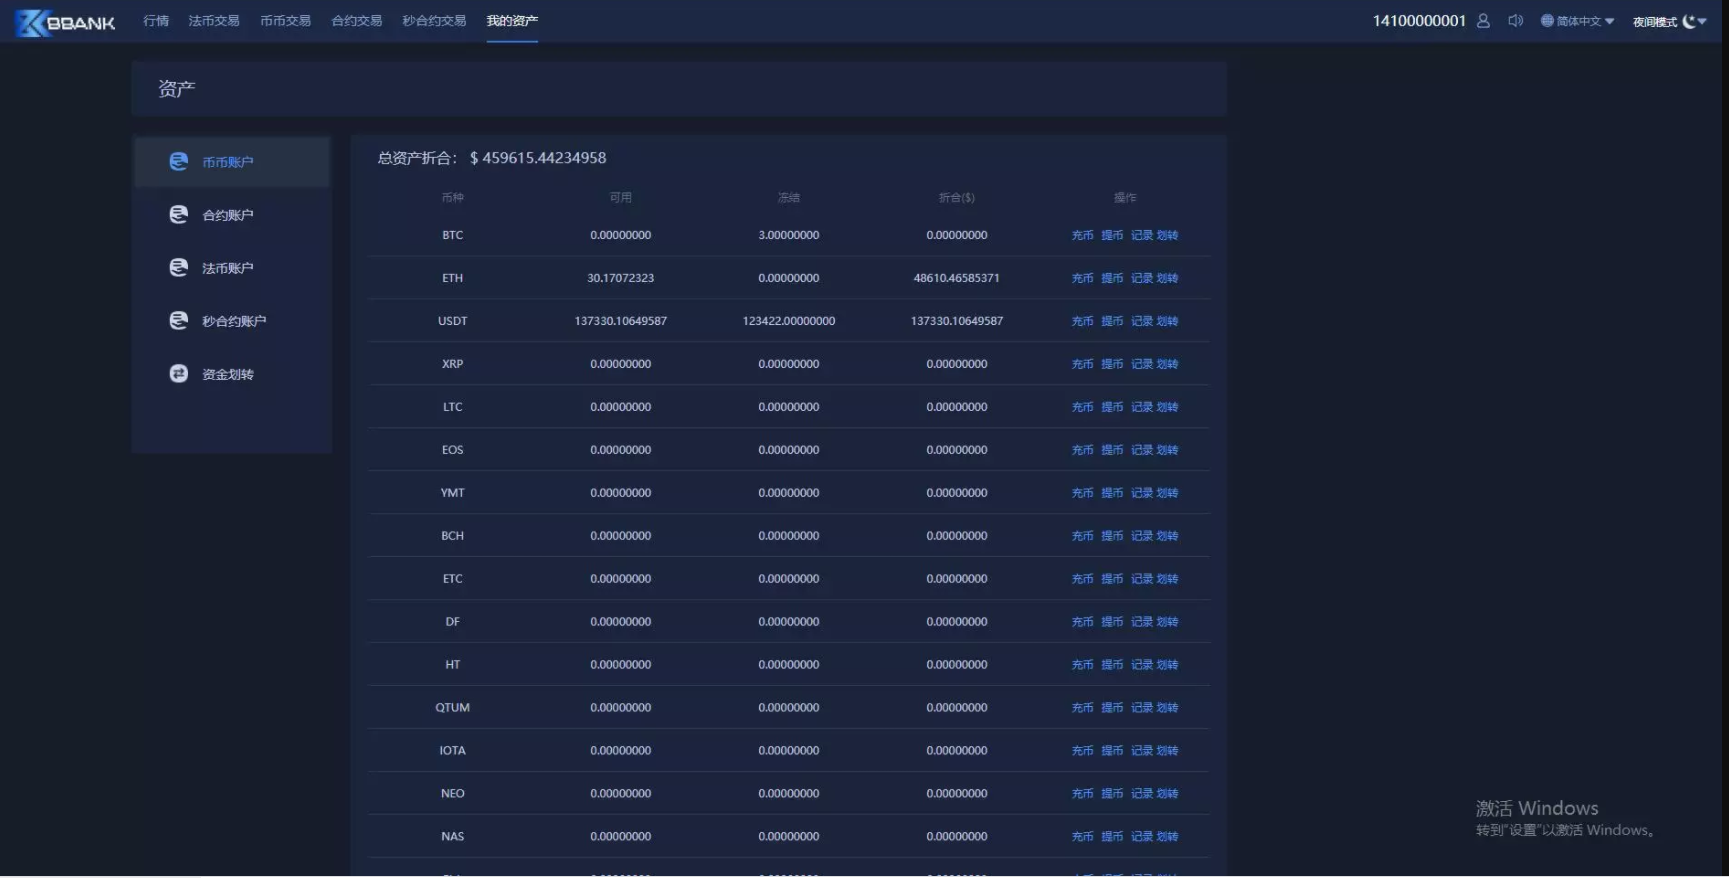 BBANK 行情 法币交易 币币交易 合约交易 秒合约交易 我的资产 14100000001 简体中文 夜间模式
资产
币币账户
合约账户
法币账户
秒合约账户
资金划转
总资产折合： $ 459615.44234958
币种 可用 冻结 折合($) 操作
BTC 0.00000000 3.00000000 0.00000000 充币 提币 记录 划转
ETH 30.17072323 0.00000000 48610.46585371 充币 提币 记录 划转
USDT 137330.10649587 123422.00000000 137330.10649587 充币 提币 记录 划转
XRP 0.00000000 0.00000000 0.00000000 充币 提币 记录 划转
LTC 0.00000000 0.00000000 0.00000000 充币 提币 记录 划转
EOS 0.00000000 0.00000000 0.00000000 充币 提币 记录 划转
YMT 0.00000000 0.00000000 0.00000000 充币 提币 记录 划转
BCH 0.00000000 0.00000000 0.00000000 充币 提币 记录 划转
ETC 0.00000000 0.00000000 0.00000000 充币 提币 记录 划转
DF 0.00000000 0.00000000 0.00000000 充币 提币 记录 划转
HT 0.00000000 0.00000000 0.00000000 充币 提币 记录 划转
QTUM 0.00000000 0.00000000 0.00000000 充币 提币 记录 划转
IOTA 0.00000000 0.00000000 0.00000000 充币 提币 记录 划转
NEO 0.00000000 0.00000000 0.00000000 充币 提币 记录 划转
NAS 0.00000000 0.00000000 0.00000000 充币 提币 记录 划转
激活 Windows
转到"设置"以激活 Windows。